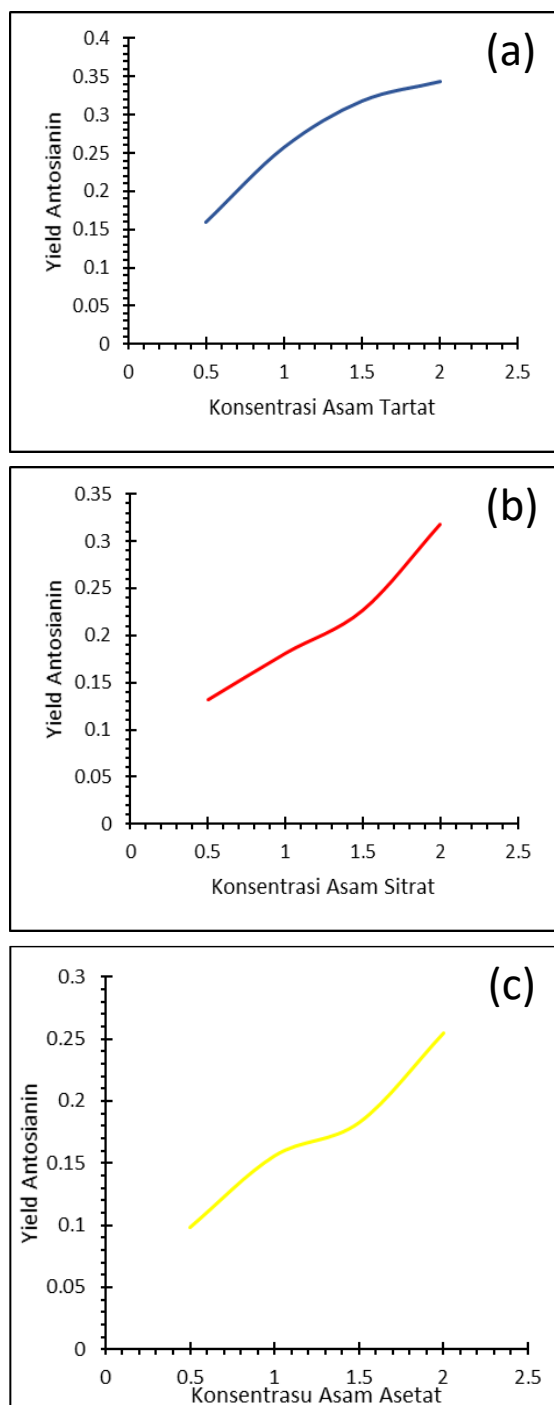 (a)
0.4
0.35
0.3
0.25
0.2
0.15
0.1
0.05
0
Yield Antosianin
0 0.5 1 1.5 2 2.5
Konsentrasi Asam Tartat
(b)
0.35
0.3
0.25
0.2
0.15
0.1
0.05
0
Yield Antosianin
0 0.5 1 1.5 2 2.5
Konsentrasi Asam Sitrat
(c)
0.3
0.25
0.2
0.15
0.1
0.05
0
Yield Antosianin
0 0.5 1 1.5 2 2.5
Konsentrasu Asam Asetat